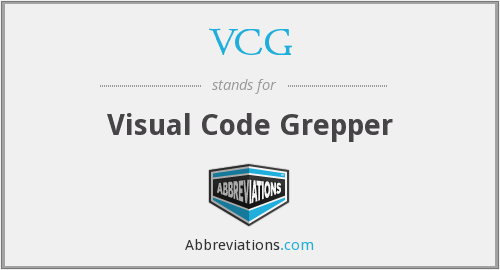 VCG
stands for
Visual Code Grepper
ABBREVIATIONS
Abbreviations.com